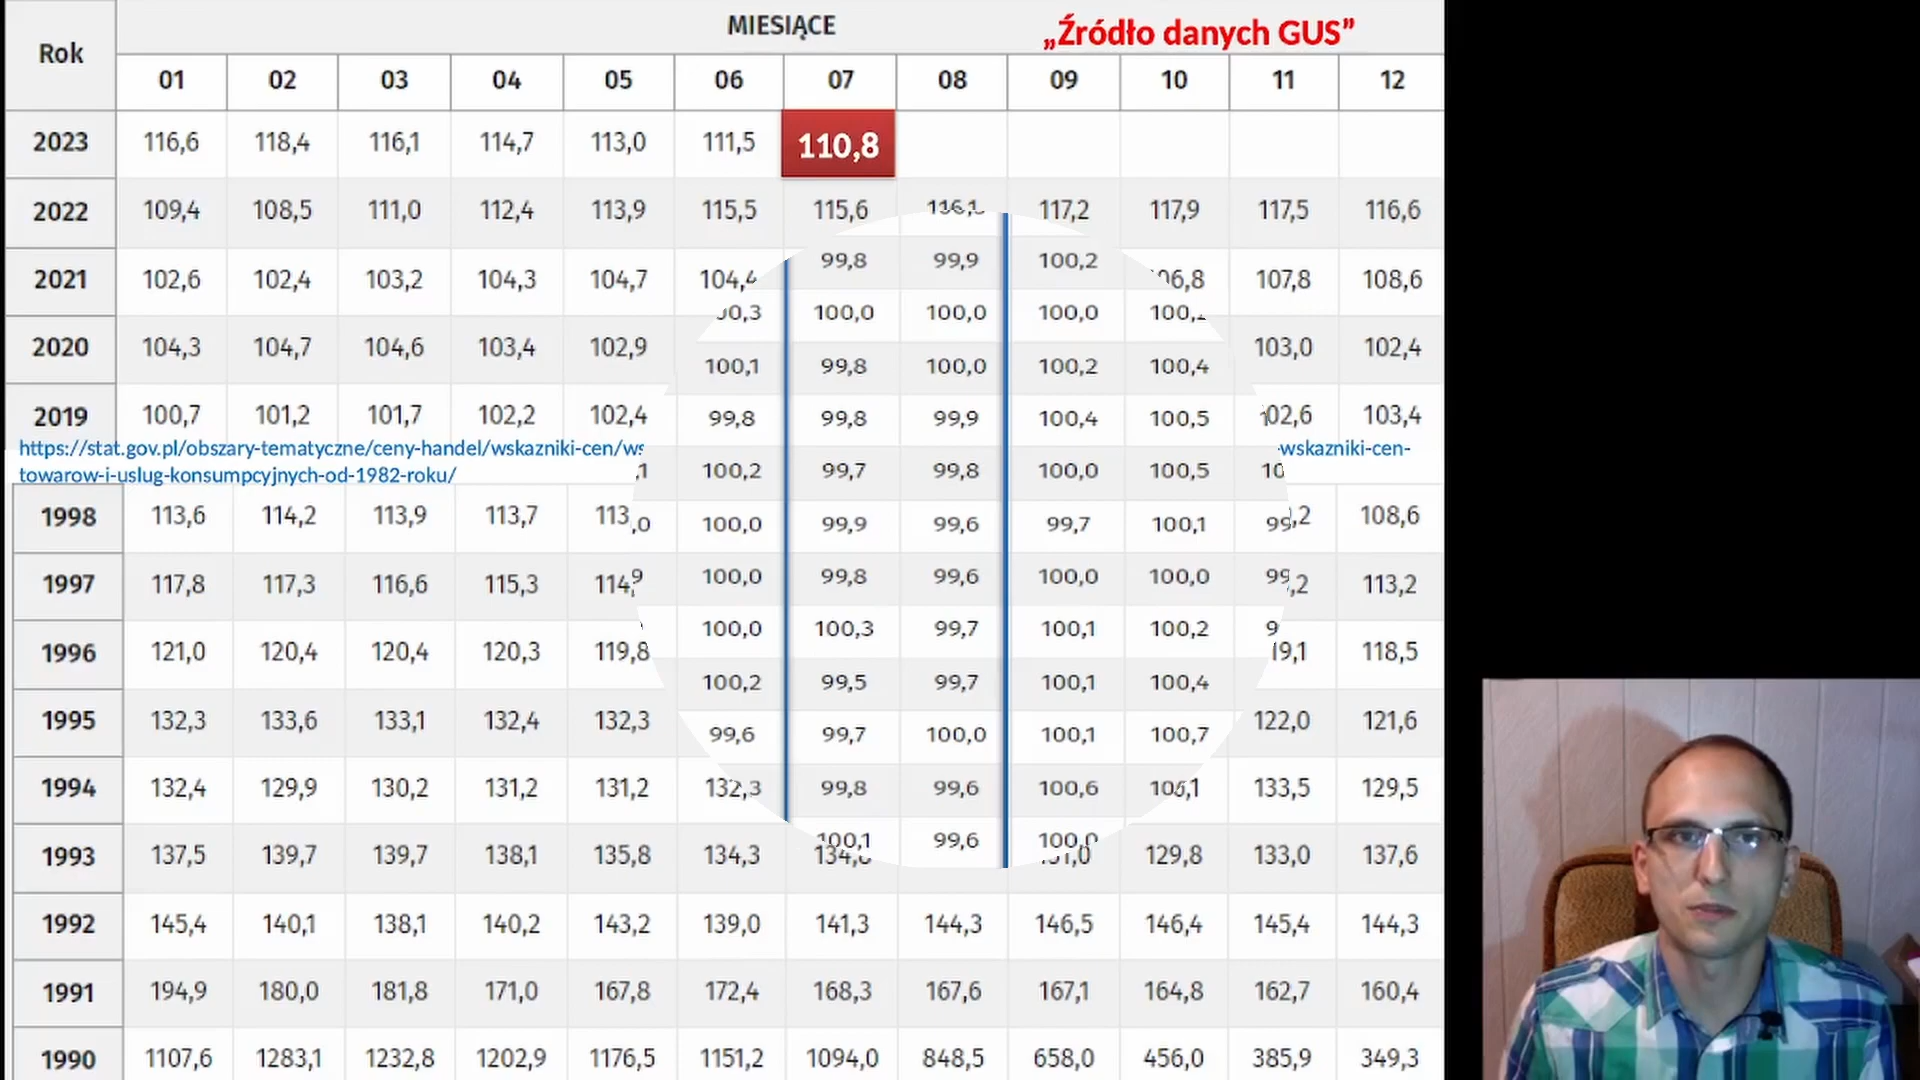 MIESIĄCE „Źródło danych GUS”
Rok
01 02 03 04 05 06 07 08 09 10 11 12
2023 116,6 118,4 116,1 114,7 113,0 111,5 110,8
2022 109,4 108,5 111,0 112,4 113,9 115,5 115,6 117,2 117,9 117,5 116,6
99,8 99,9 100,2
2021 102,6 102,4 103,2 104,3 104,7 104,4 107,8 108,6
100,0 100,0 100,0
2020 104,3 104,7 104,6 103,4 102,9 103,0 102,4
100,1 99,8 100,0 100,2 100,4
2019 100,7 101,2 101,7 102,2 102,4 99,8 99,8 99,9 100,4 100,5 103,4
https://stat.gov.pl/obszary-tematyczne/ceny-handel/wskazniki-cen/ws wskazniki-cen-
towarow-i-uslug-konsumpcyjnych-od-1982-roku/
100,2 99,7 99,8 100,0 100,5
1998 113,6 114,2 113,9 113,7 108,6
100,0 99,9 99,6 99,7 100,1
1997 117,8 117,3 116,6 115,3 113,2
100,0 99,8 99,6 100,0 100,0
1996 121,0 120,4 120,4 120,3 119,8 118,5
100,0 100,3 99,7 100,1 100,2
100,2 99,5 99,7 100,1 100,4
1995 132,3 133,6 133,1 132,4 132,3 122,0 121,6
99,6 99,7 100,0 100,1 100,7
1994 132,4 129,9 130,2 131,2 131,2 99,8 99,6 100,6 133,5 129,5
100,1 99,6 100,0
1993 137,5 139,7 139,7 138,1 135,8 134,3 129,8 133,0 137,6
1992 145,4 140,1 138,1 140,2 143,2 139,0 141,3 144,3 146,5 146,4 145,4 144,3
1991 194,9 180,0 181,8 171,0 167,8 172,4 168,3 167,6 167,1 164,8 162,7 160,4
1990 1107,6 1283,1 1232,8 1202,9 1176,5 1151,2 1094,0 848,5 658,0 456,0 385,9 349,3